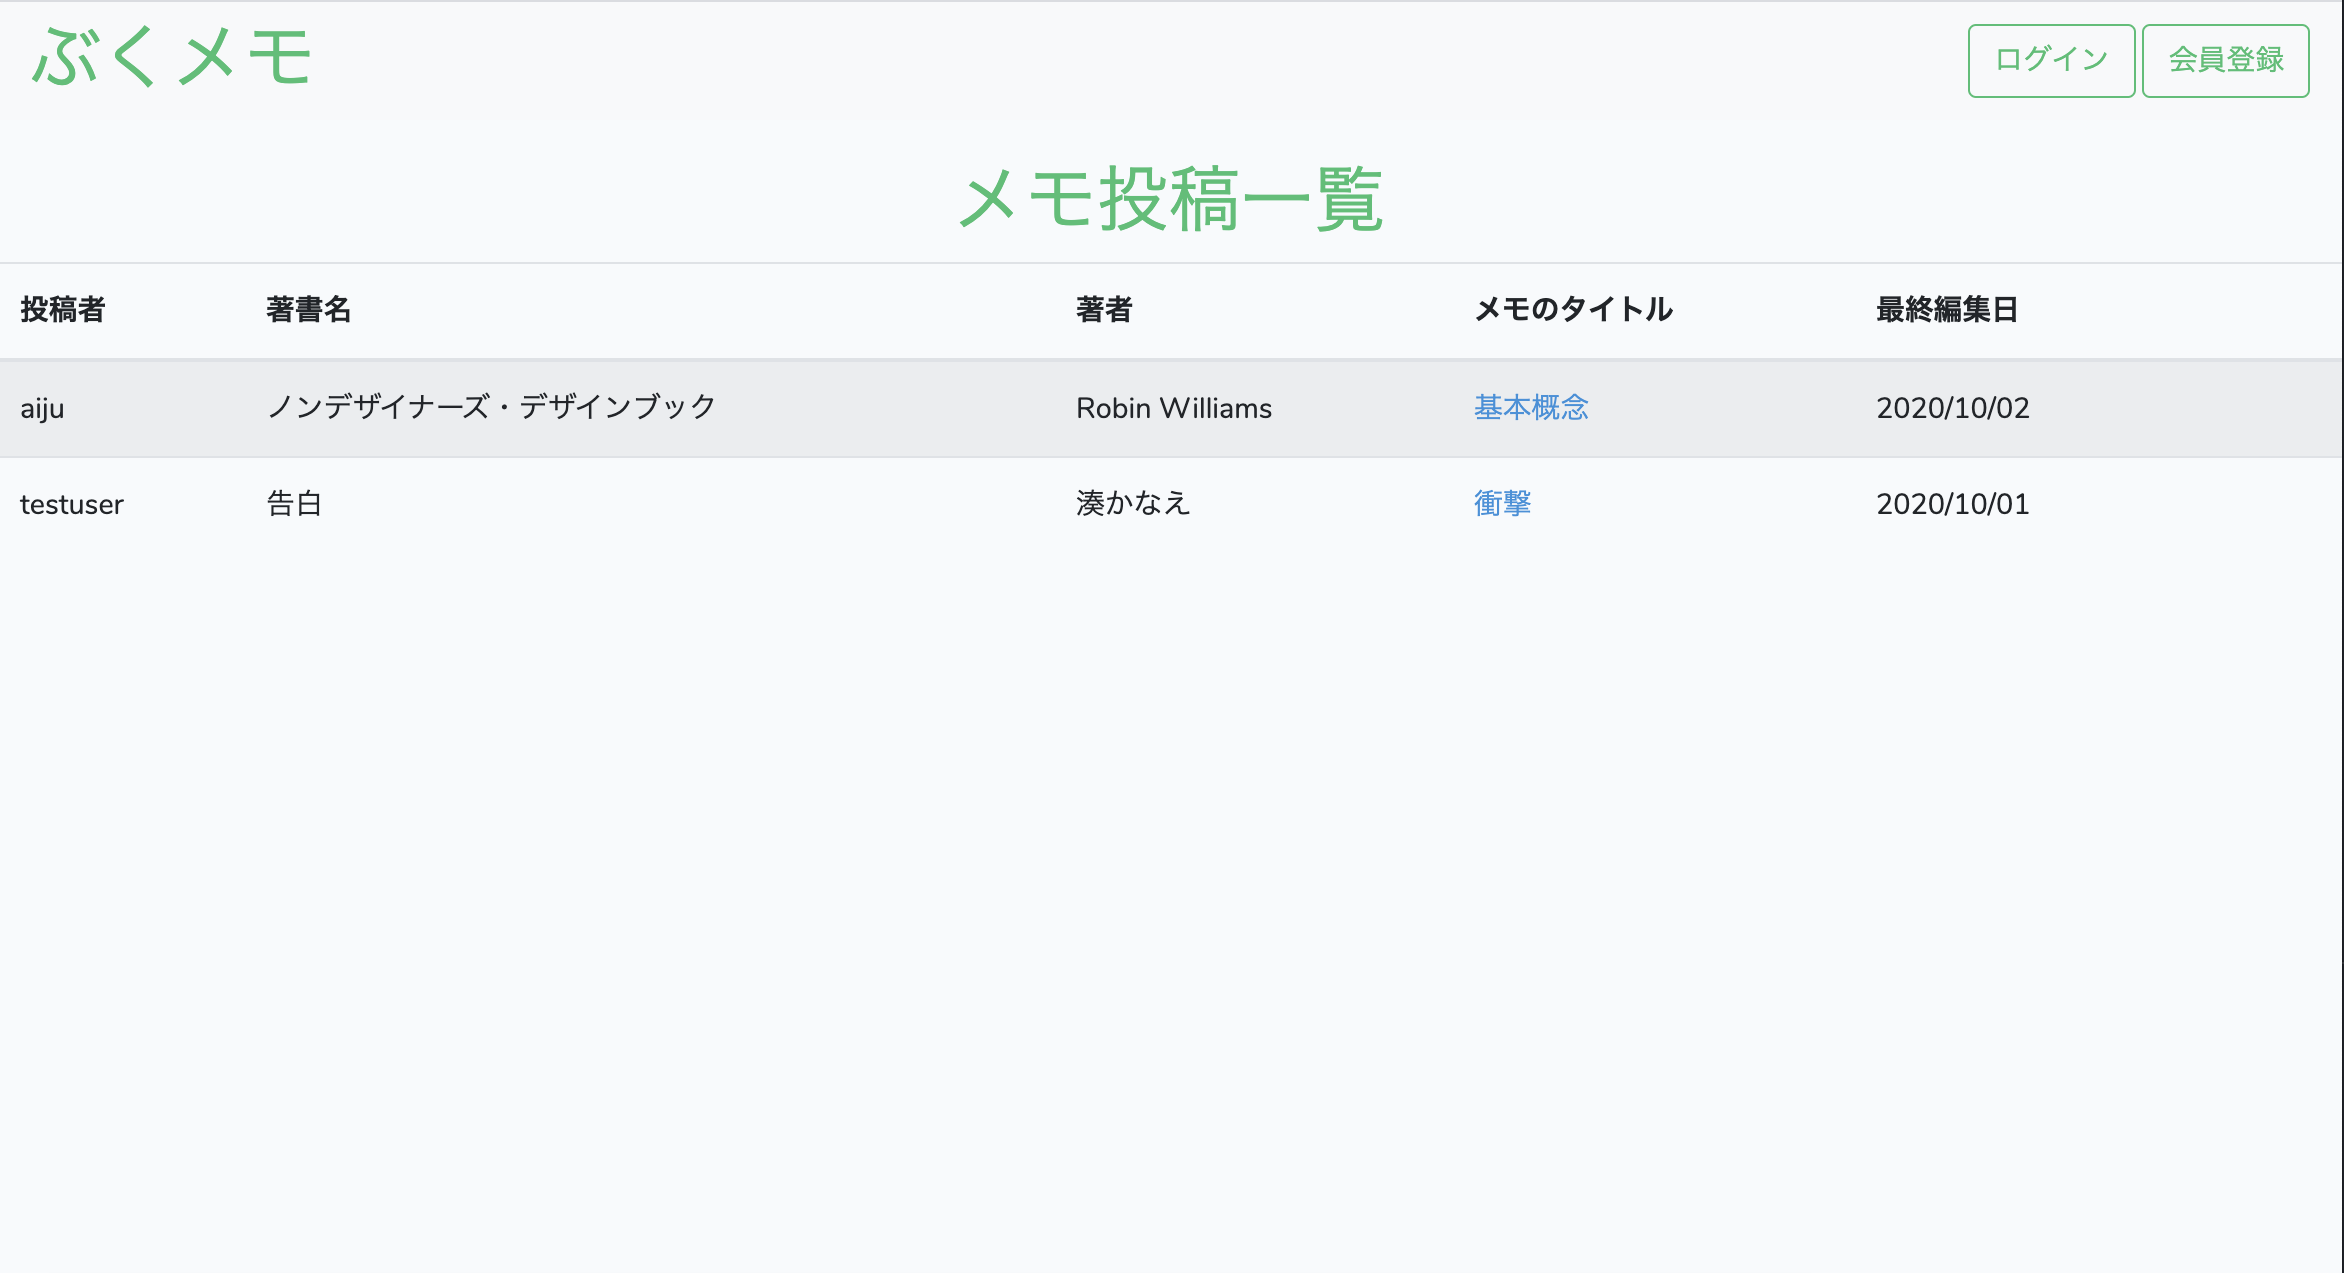 ぶくメモ ログイン 会員登録
メモ投稿一覧
投稿者 著書名 著者 メモのタイトル 最終編集日
aiju ノンデザイナーズ・デザインブック Robin Williams 基本概念 2020/10/02
testuser 告白 湊かなえ 衝撃 2020/10/01